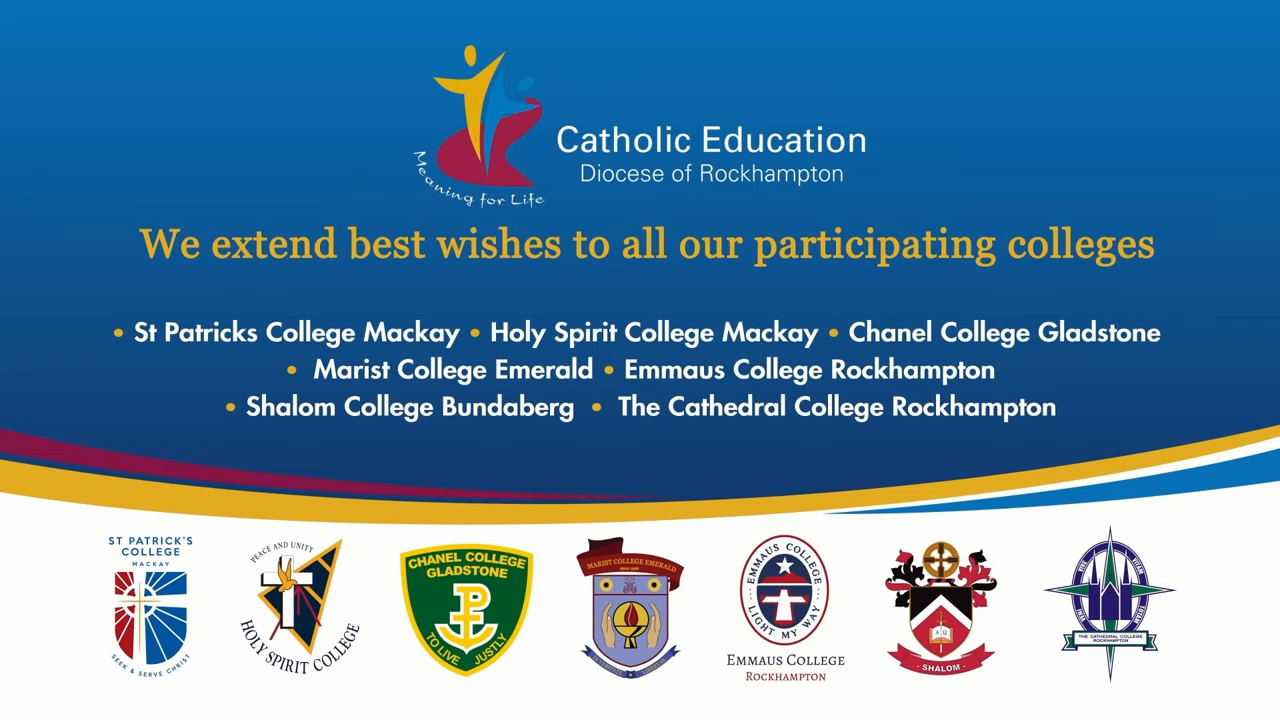 Catholic Education
Diocese of Rockhampton
Meaning for Life
We extend best wishes to all our participating colleges
• St Patricks College Mackay • Holy Spirit College Mackay • Chanel College Gladstone
• Marist College Emerald • Emmaus College Rockhampton
• Shalom College Bundaberg • The Cathedral College Rockhampton
ST PATRICK'S
COLLEGE
MACKAY
SEEK & SERVE CHRIST
PEACE AND UNITY
HOLY SPIRIT COLLEGE
CHANEL COLLEGE
GLADSTONE
TO LIVE JUSTLY
MARIST COLLEGE EMERALD
since 1996
EMMAUS COLLEGE
LIGHT MY WAY
EMMAUS COLLEGE
ROCKHAMPTON
SHALOM
THE CATHEDRAL COLLEGE
ROCKHAMPTON